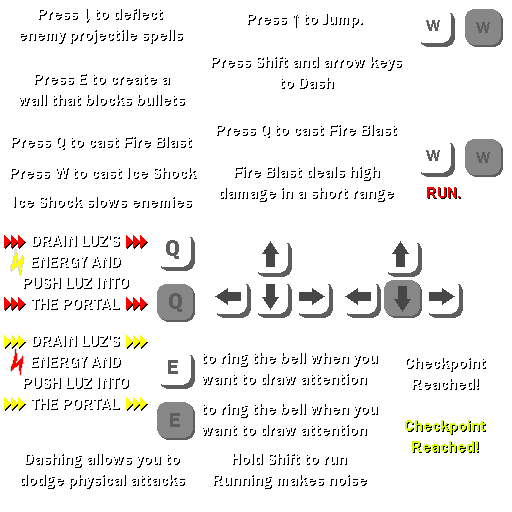 Press ↓ to deflect
enemy projectile spells
Press ↑ to Jump.
W
W
Press Shift and arrow keys
to Dash
Press E to create a
wall that blocks bullets
Press Q to cast Fire Blast
Press Q to cast Fire Blast
Press W to cast Ice Shock
Ice Shock slows enemies
Fire Blast deals high
damage in a short range
W
W
RUN.
DRAIN LUZ'S
ENERGY AND
PUSH LUZ INTO
THE PORTAL
Q
Q
DRAIN LUZ'S
ENERGY AND
PUSH LUZ INTO
THE PORTAL
E
to ring the bell when you
want to draw attention
E
to ring the bell when you
want to draw attention
Checkpoint
Reached!
Checkpoint
Reached!
Dashing allows you to
dodge physical attacks
Hold Shift to run
Running makes noise